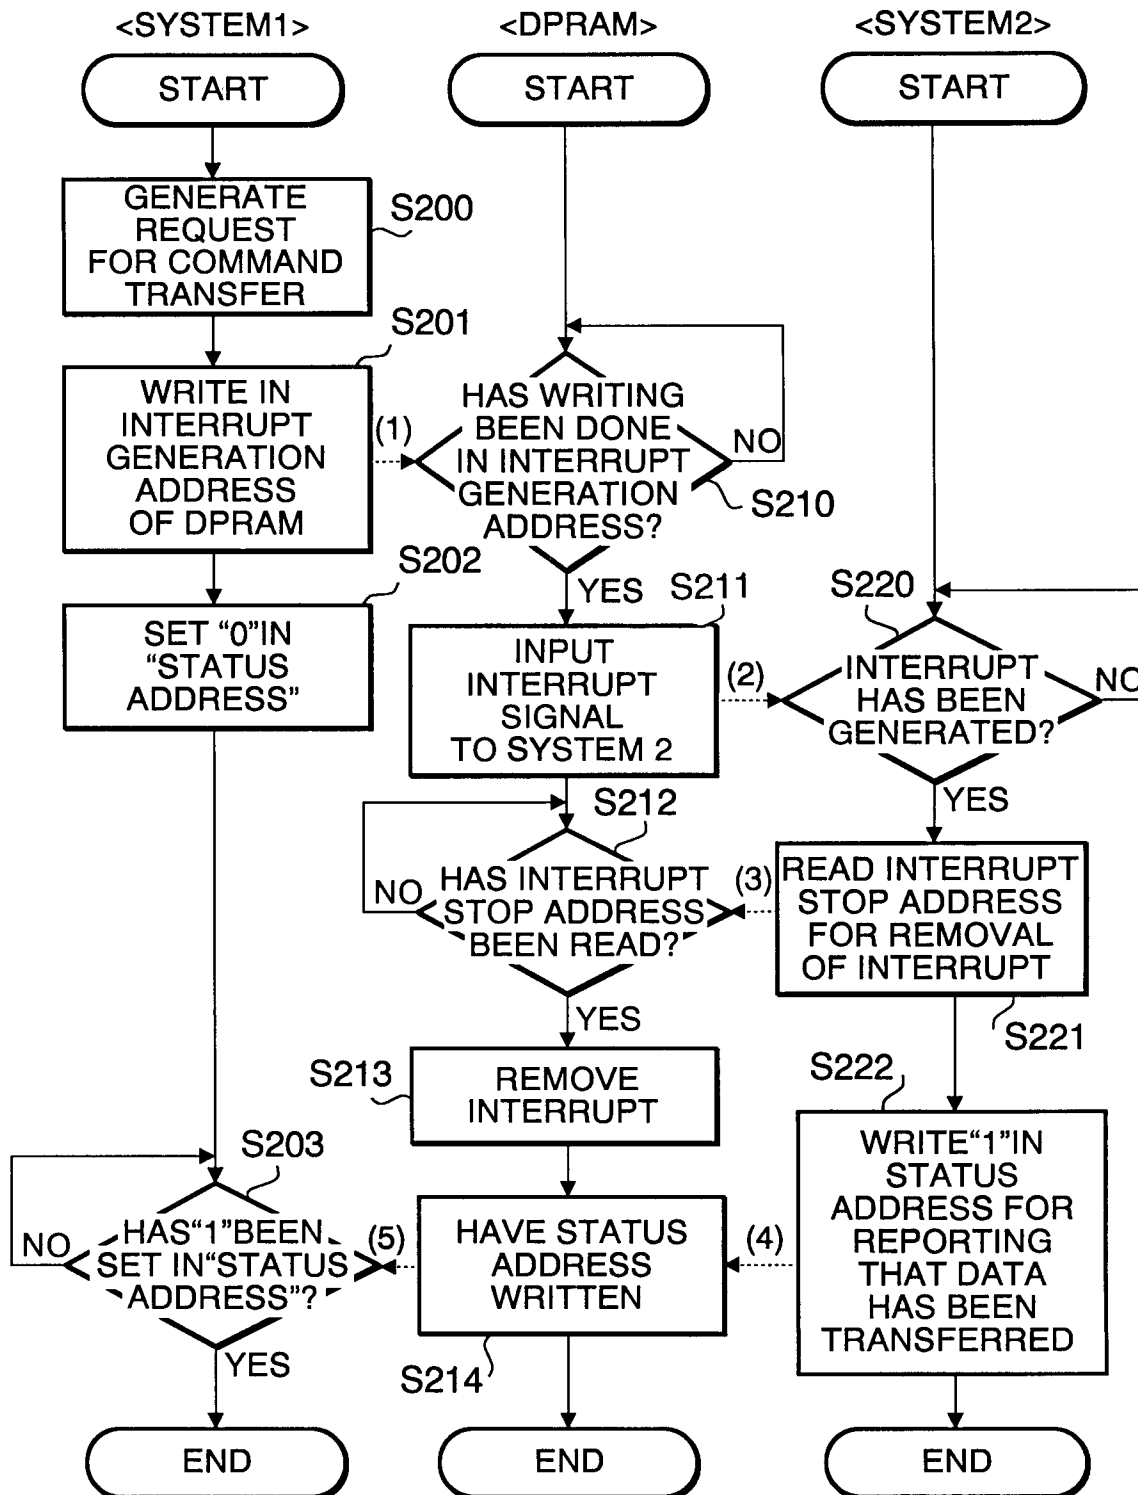 <SYSTEM1>
START
GENERATE
REQUEST
FOR COMMAND
TRANSFER
S200
S201
WRITE IN
INTERRUPT
GENERATION
ADDRESS
OF DPRAM
(1)
S202
SET “0”IN
“STATUS
ADDRESS”
S203
HAS“1”BEEN
SET IN“STATUS
ADDRESS”?
NO
YES
END
<DPRAM>
START
HAS WRITING
BEEN DONE
IN INTERRUPT
GENERATION
ADDRESS?
NO
S210
YES
S211
INPUT
INTERRUPT
SIGNAL
TO SYSTEM 2
(2)
S212
HAS INTERRUPT
STOP ADDRESS
BEEN READ?
NO
(3)
YES
S213
REMOVE
INTERRUPT
HAVE STATUS
ADDRESS
WRITTEN
(5)
(4)
S214
END
<SYSTEM2>
START
S220
INTERRUPT
HAS BEEN
GENERATED?
NO
YES
READ INTERRUPT
STOP ADDRESS
FOR REMOVAL
OF INTERRUPT
S221
S222
WRITE“1”IN
STATUS
ADDRESS FOR
REPORTING
THAT DATA
HAS BEEN
TRANSFERRED
END